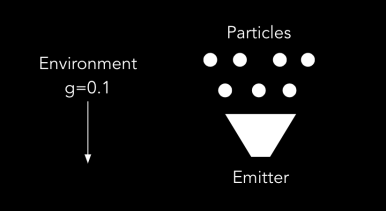 Particles
Environment
g=0.1
Emitter